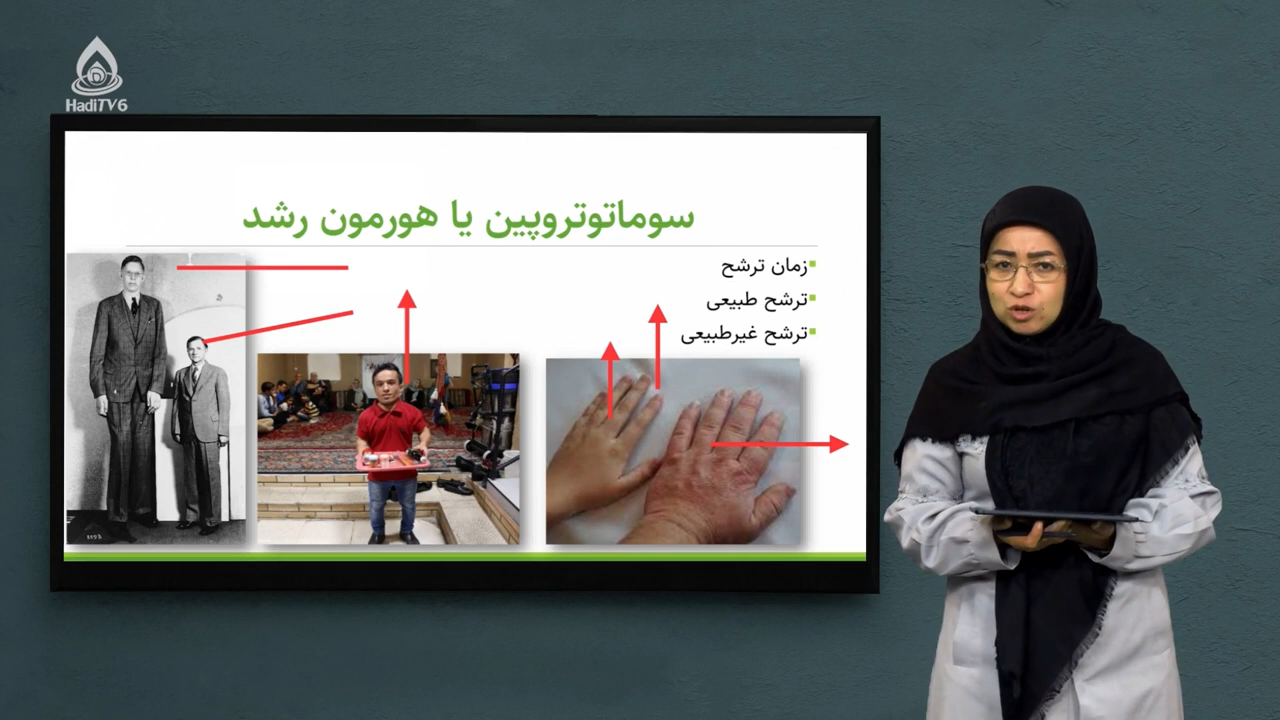 HadiTV6
سوماتوتروپین یا هورمون رشد
زمان ترشح
ترشح طبیعی
ترشح غیرطبیعی